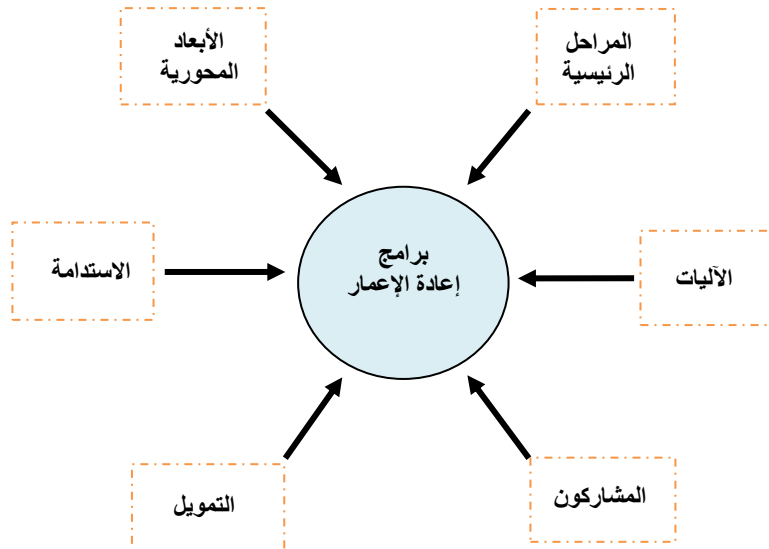 المراحل
الرئيسية
الأبعاد
المحورية
برامج
إعادة الإعمار
الآليات
الاستدامة
المشاركون
التمويل